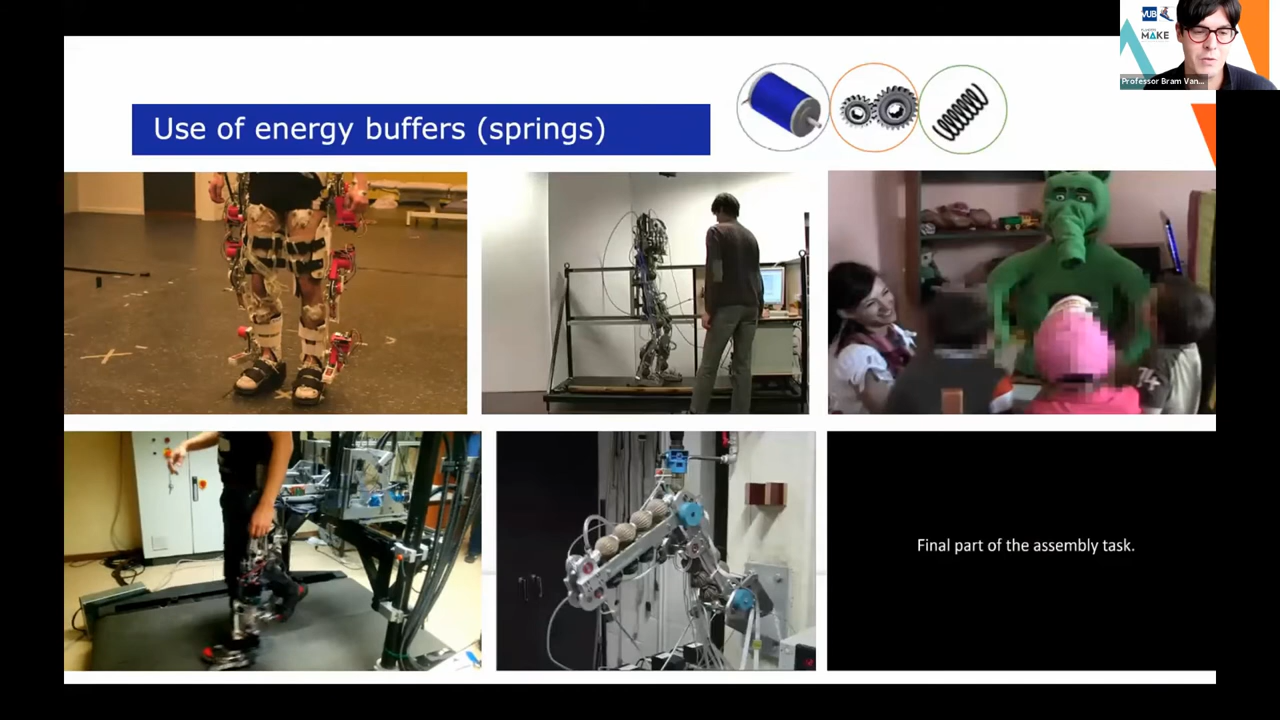 VUB
MAKE
Professor Bram Van...
Use of energy buffers (springs)
Final part of the assembly task.